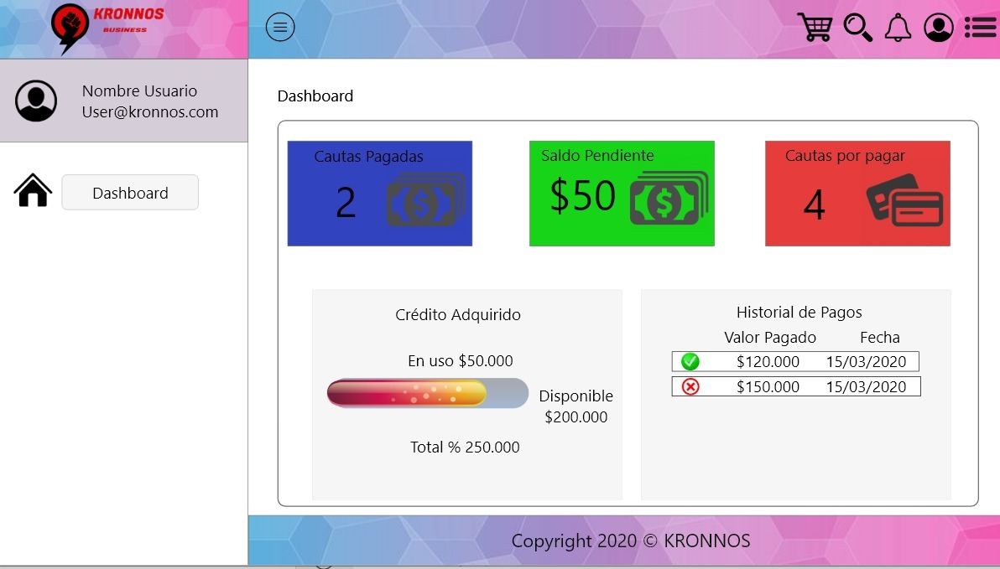 KRONNOS
BUSINESS
Nombre Usuario
User@kronnos.com
Dashboard
Dashboard
Cautas Pagadas
2
Saldo Pendiente
$50
Cautas por pagar
4
Crédito Adquirido
En uso $50.000
Disponible
$200.000
Total % 250.000
Historial de Pagos
Valor Pagado Fecha
$120.000 15/03/2020
$150.000 15/03/2020
Copyright 2020 © KRONNOS